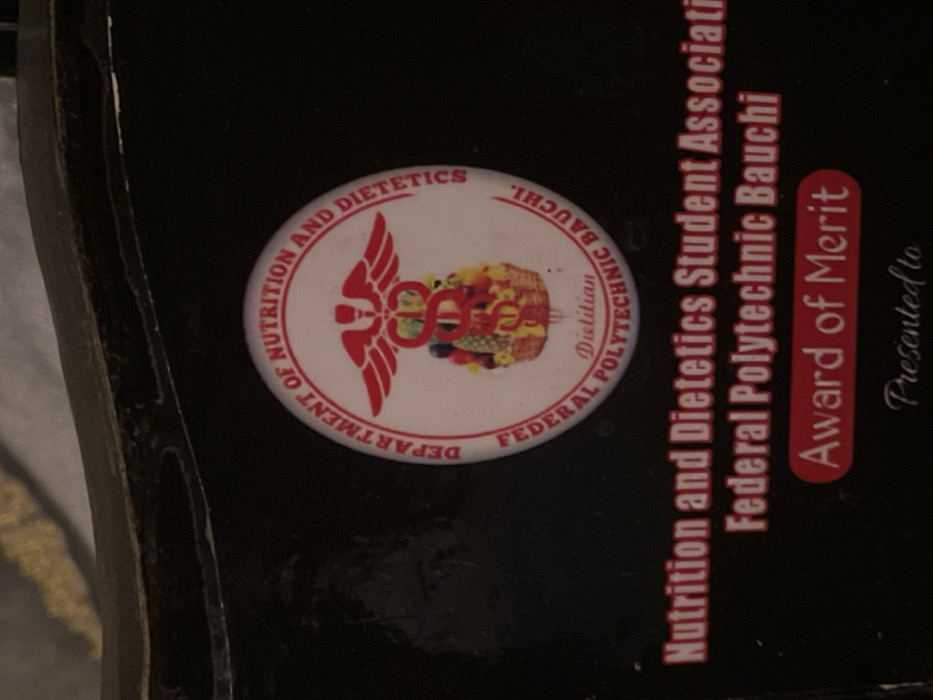 DEPARTMENT OF NUTRITION AND DIETETICS
Dietitian
FEDERAL POLYTECHNIC BAUCHI.
Nutrition and Dietetics Student Associati
Federal Polytechnic Bauchi
Award of Merit
Presented to